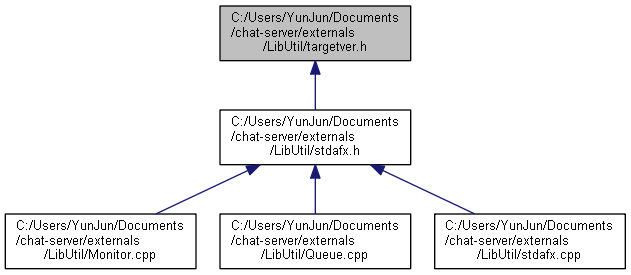 C:/Users/YunJun/Documents
/chat-server/externals
/LibUtil/targetver.h
C:/Users/YunJun/Documents
/chat-server/externals
/LibUtil/stdafx.h
C:/Users/YunJun/Documents
/chat-server/externals
/LibUtil/Monitor.cpp
C:/Users/YunJun/Documents
/chat-server/externals
/LibUtil/Queue.cpp
C:/Users/YunJun/Documents
/chat-server/externals
/LibUtil/stdafx.cpp